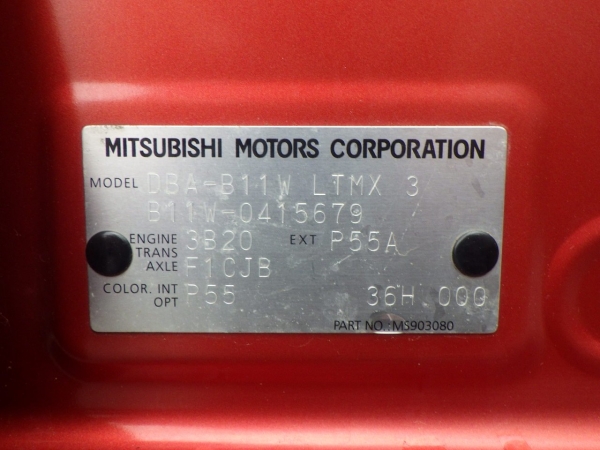 MITSUBISHI MOTORS CORPORATION
MODEL DBA-B11W LTMX 3
B11W-0415679
ENGINE 3B20 EXT P55A
TRANS
AXLE F1CJB
COLOR. INT P55 36H 000
OPT
PART NO. MS903080